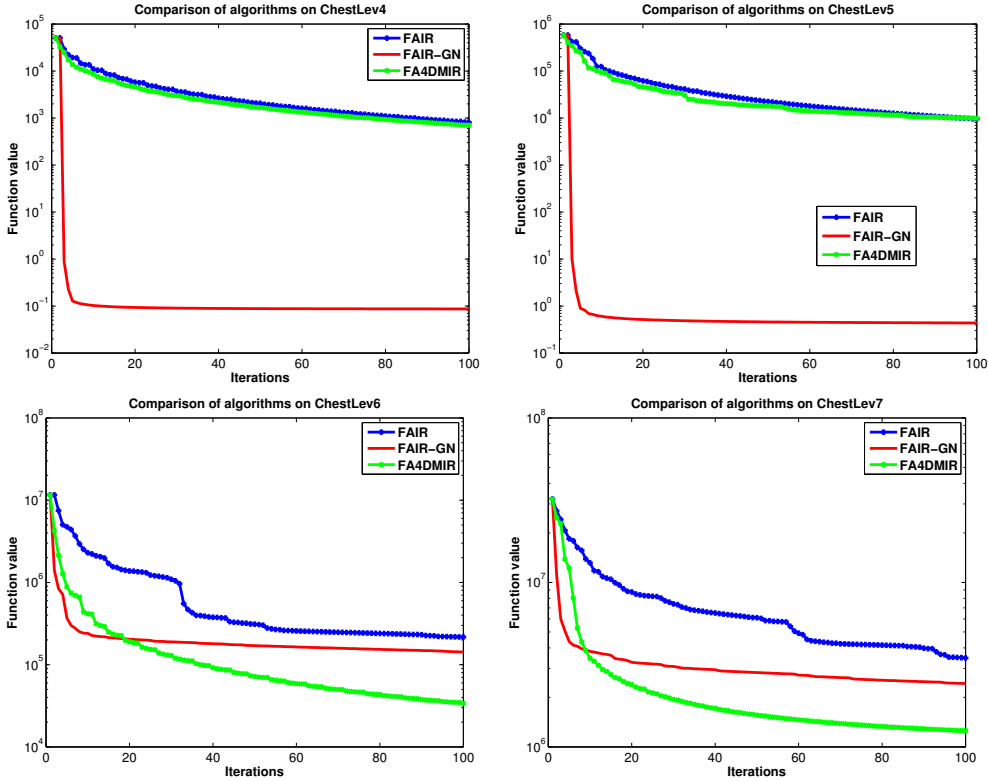 Comparison of algorithms on ChestLev4
Function value
10^5
10^4
10^3
10^2
10^1
10^0
10^-1
10^-2
0
20
40
60
80
100
Iterations
FAIR
FAIR-GN
FA4DMIR
Comparison of algorithms on ChestLev5
Function value
10^6
10^5
10^4
10^3
10^2
10^1
10^0
10^-1
0
20
40
60
80
100
Iterations
FAIR
FAIR-GN
FA4DMIR
Comparison of algorithms on ChestLev6
Function value
10^8
10^7
10^6
10^5
10^4
0
20
40
60
80
100
Iterations
FAIR
FAIR-GN
FA4DMIR
Comparison of algorithms on ChestLev7
Function value
10^8
10^7
10^6
0
20
40
60
80
100
Iterations
FAIR
FAIR-GN
FA4DMIR